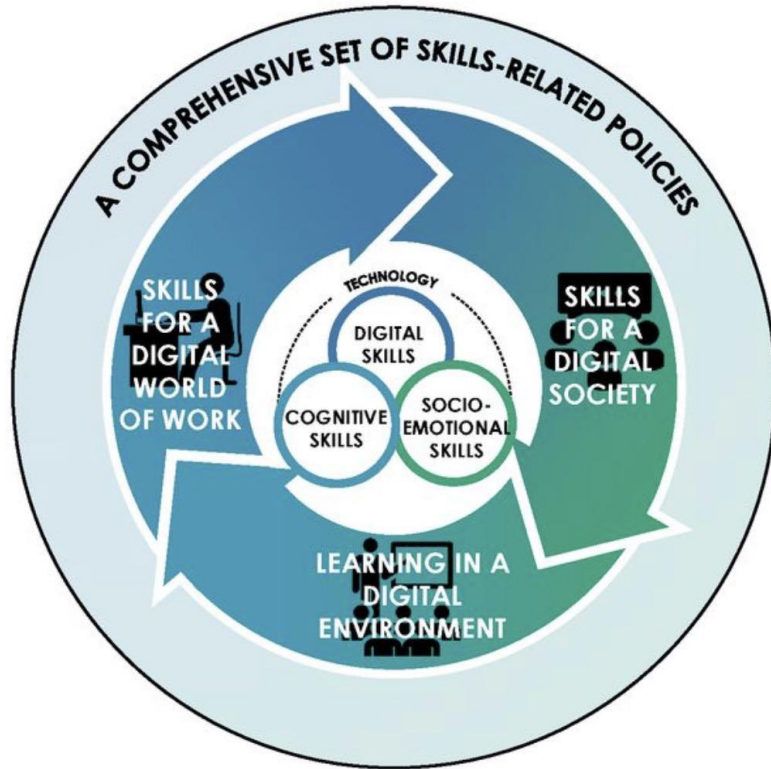 A COMPREHENSIVE SET OF SKILLS-RELATED POLICIES
SKILLS
FOR A
DIGITAL
WORLD
OF WORK
TECHNOLOGY
DIGITAL
SKILLS
COGNITIVE
SKILLS
SOCIO-
EMOTIONAL
SKILLS
SKILLS
FOR A
DIGITAL
SOCIETY
LEARNING IN A
DIGITAL
ENVIRONMENT